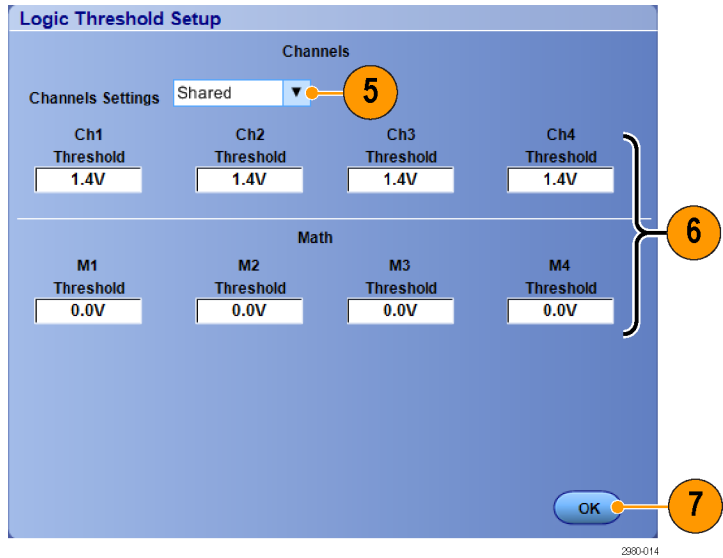 Logic Threshold Setup
Channels
Channels Settings Shared ▼ 5
Ch1 Ch2 Ch3 Ch4
Threshold Threshold Threshold Threshold
1.4V 1.4V 1.4V 1.4V
6
Math
M1 M2 M3 M4
Threshold Threshold Threshold Threshold
0.0V 0.0V 0.0V 0.0V
OK 7
2980-014